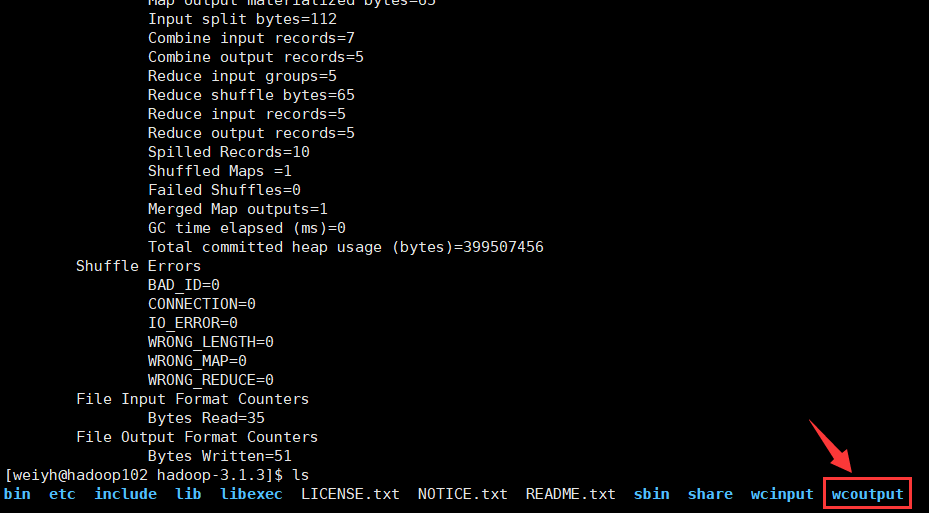 Map output materialized bytes=65
Input split bytes=112
Combine input records=7
Combine output records=5
Reduce input groups=5
Reduce shuffle bytes=65
Reduce input records=5
Reduce output records=5
Spilled Records=10
Shuffled Maps =1
Failed Shuffles=0
Merged Map outputs=1
GC time elapsed (ms)=0
Total committed heap usage (bytes)=399507456
Shuffle Errors
BAD_ID=0
CONNECTION=0
IO_ERROR=0
WRONG_LENGTH=0
WRONG_MAP=0
WRONG_REDUCE=0
File Input Format Counters
Bytes Read=35
File Output Format Counters
Bytes Written=51
[weiyh@hadoop102 hadoop-3.1.3]$ ls
bin etc include lib libexec LICENSE.txt NOTICE.txt README.txt sbin share wcinput wcoutput